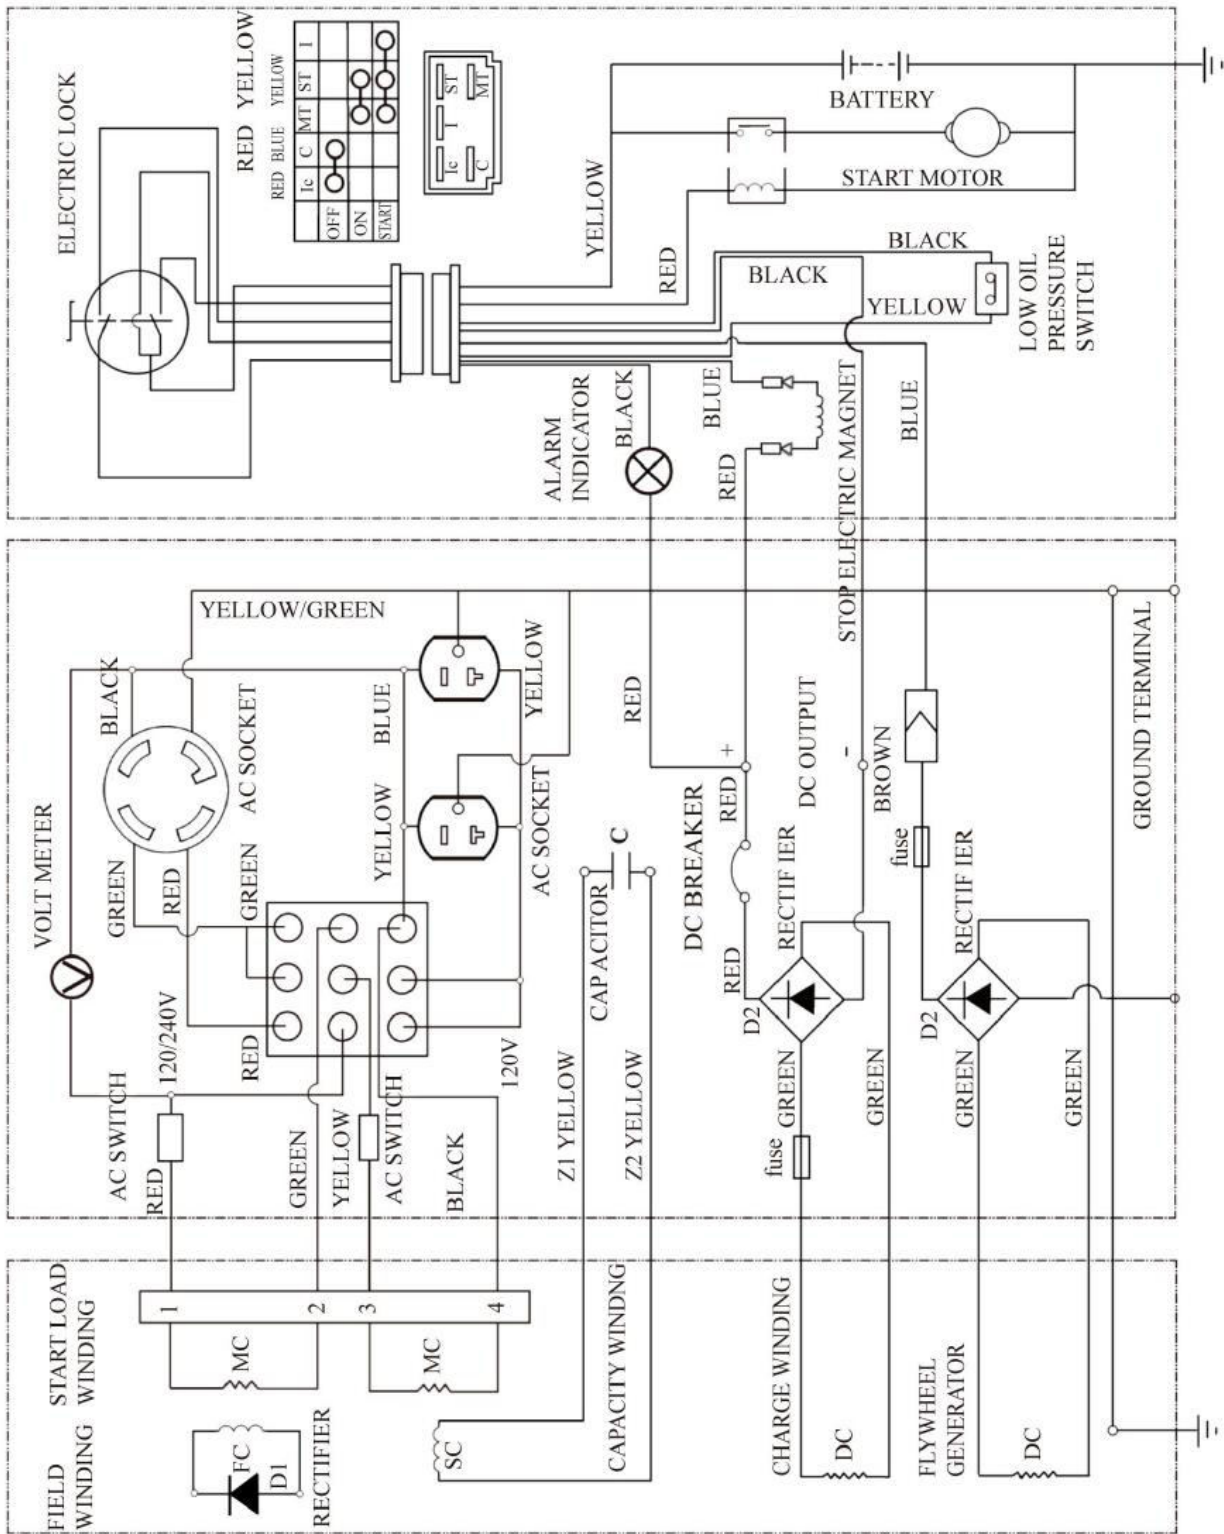 ELECTRIC LOCK
RED YELLOW
RED BLUE YELLOW
Ic C MT ST I
OFF
ON
START
Ic I ST
C MT
YELLOW
RED
BATTERY
START MOTOR
BLACK
BLACK
YELLOW
LOW OIL
PRESSURE
SWITCH
ALARM
INDICATOR
BLACK
BLUE
RED
STOP ELECTRIC MAGNET
BLUE
VOLT METER
BLACK
YELLOW/GREEN
AC SOCKET
GREEN
RED
GREEN
BLUE
YELLOW
YELLOW
AC SOCKET
RED
120/240V
120V
AC SWITCH
RED
GREEN
YELLOW
AC SWITCH
BLACK
CAPACITOR
C
Z1 YELLOW
Z2 YELLOW
RED
DC BREAKER
RED
+
DC OUTPUT
-
RED
RECTIF IER
D2
BROWN
fuse
RECTIF IER
D2
GREEN
GREEN
fuse
GREEN
GREEN
GROUND TERMINAL
FIELD
WINDING
START LOAD
WINDING
1
2
3
4
MC
MC
FC
D1
RECTIFIER
SC
CAPACITY WINDNG
CHARGE WINDING
DC
FLYWHEEL
GENERATOR
DC